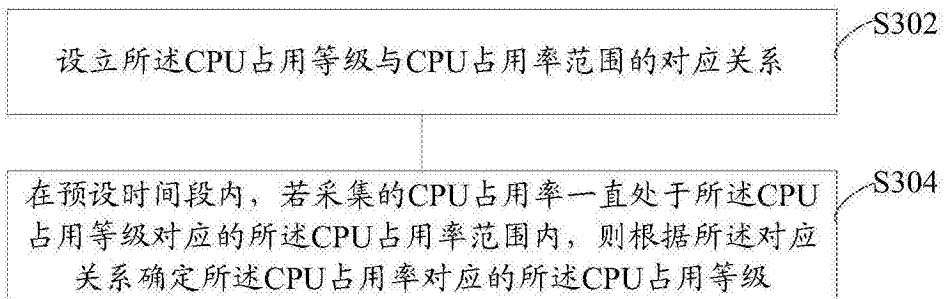 S302
设立所述CPU占用等级与CPU占用率范围的对应关系
S304
在预设时间段内，若采集的CPU占用率一直处于所述CPU
占用等级对应的所述CPU占用率范围内，则根据所述对应
关系确定所述CPU占用率对应的所述CPU占用等级